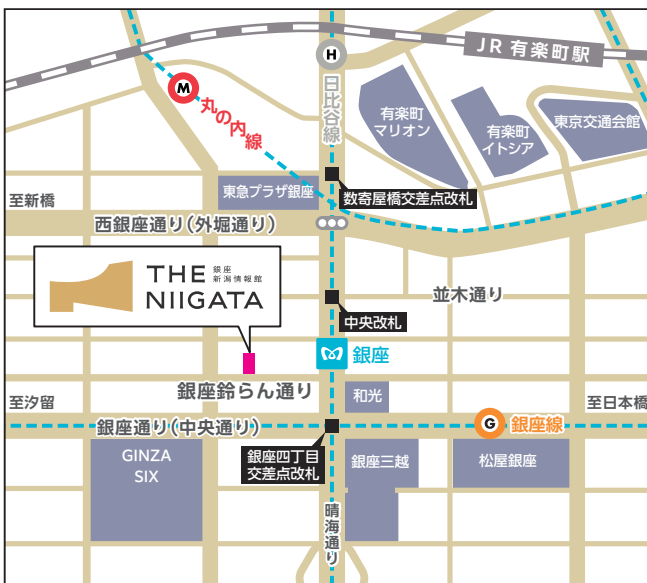 JR 有楽町駅
H
日比谷線
M
丸の内線
有楽町
マリオン
有楽町
イトシア
東京交通会館
東急プラザ銀座
数寄屋橋交差点改札
至新橋
西銀座通り(外堀通り)
THE
NIIGATA
銀座
新潟情報館
並木通り
中央改札
銀座
銀座鈴らん通り
和光
至汐留
至日本橋
銀座通り(中央通り)
G
銀座線
銀座四丁目
交差点改札
GINZA
SIX
銀座三越
松屋銀座
晴海通り